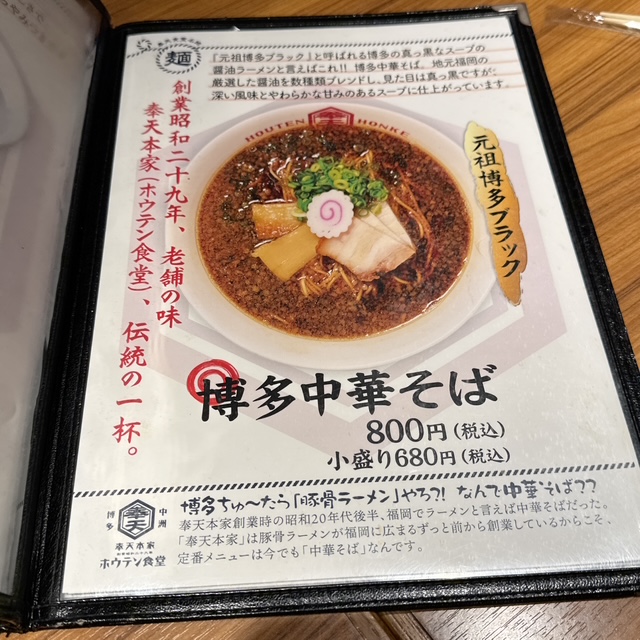 麺
「元祖博多ブラック」と呼ばれる博多の真っ黒なスープの
醤油ラーメンと言えばこれ!! 博多中華そば。地元福岡の
厳選した醤油を数種類ブレンドし、見た目は真っ黒ですが、
深い風味とやわらかな甘みのあるスープに仕上がっています。
創業昭和二十九年、老舗の味
奉天本家(ホウテン食堂)、伝統の一杯。
HOUTEN HONKE
元祖博多ブラック
博多中華そば
800円(税込)
小盛り680円(税込)
博多 中洲
奉天
奉天本家
ホウテン食堂
博多ちゅ〜たら「豚骨ラーメン」やろ?! なんで中華そば??
奉天本家創業時の昭和20年代後半、福岡でラーメンと言えば中華そばだった。
「奉天本家」は豚骨ラーメンが福岡に広まるずっと前から創業しているからこそ、
定番メニューは今でも「中華そば」なんです。